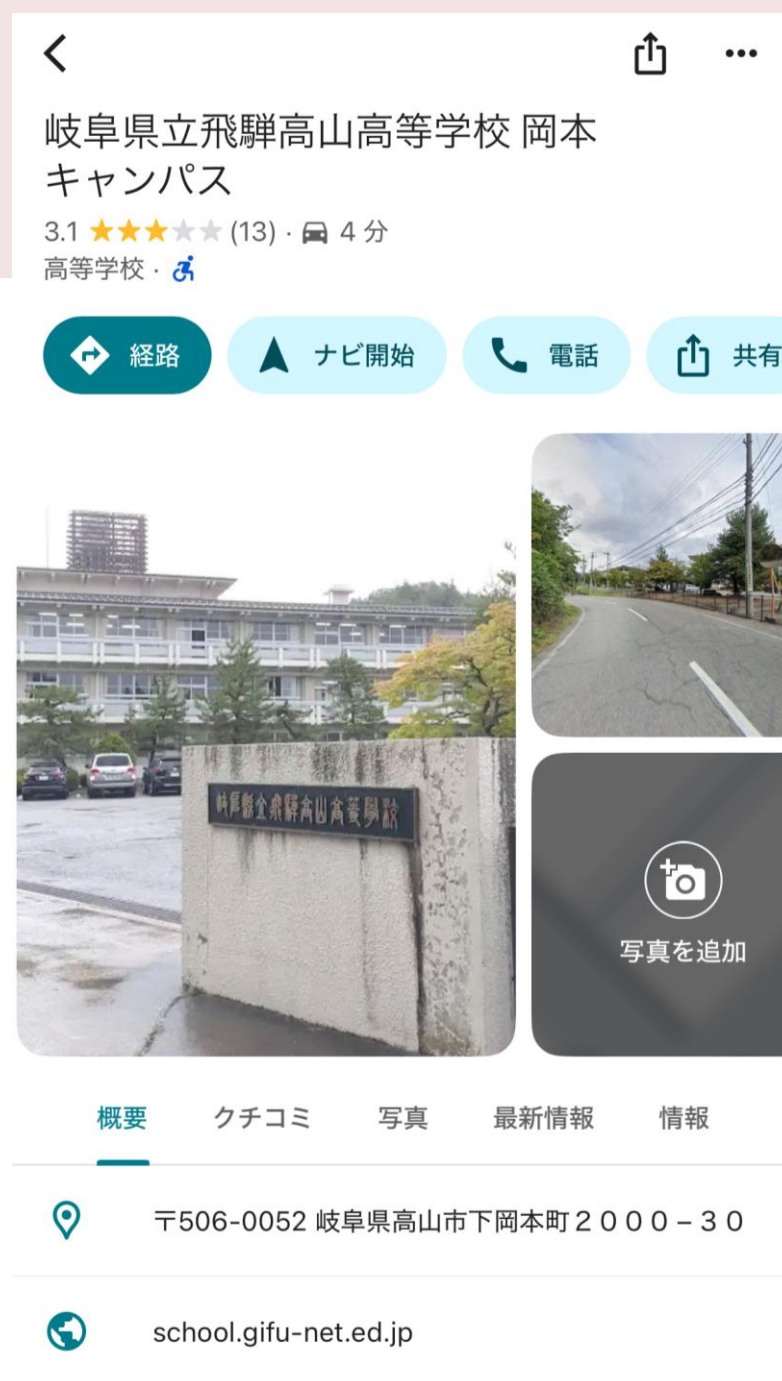 岐阜県立飛騨高山高等学校 岡本
キャンパス
3.1 (13) · 4 分
高等学校 ·
経路 ナビ開始 電話 共有
岐阜縣立飛驒高山高等學校
写真を追加
概要 クチコミ 写真 最新情報 情報
〒506-0052 岐阜県高山市下岡本町２０００−３０
school.gifu-net.ed.jp